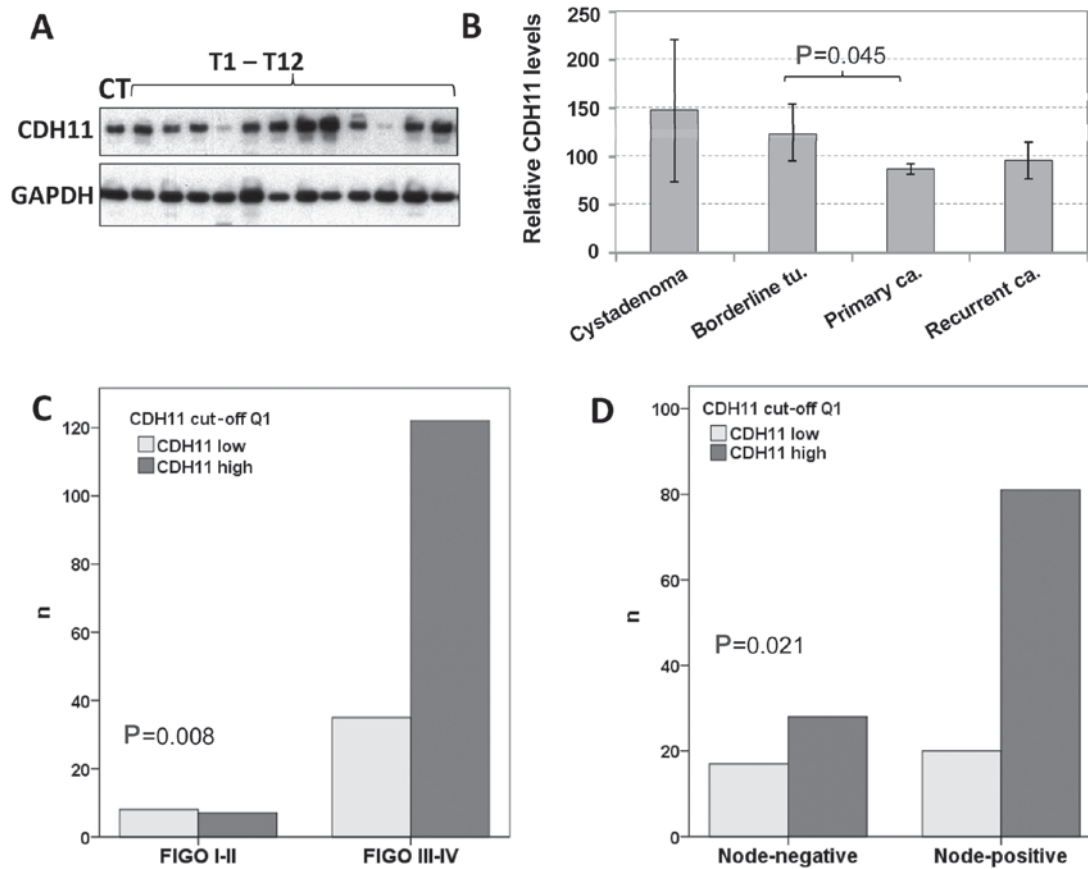 A
T1 – T12
CT
CDH11
GAPDH
B
Relative CDH11 levels
250
200
150
100
50
0
P=0.045
Cystadenoma
Borderline tu.
Primary ca.
Recurrent ca.
C
CDH11 cut-off Q1
CDH11 low
CDH11 high
n
120
100
80
60
40
20
0
P=0.008
FIGO I-II
FIGO III-IV
D
CDH11 cut-off Q1
CDH11 low
CDH11 high
n
100
80
60
40
20
0
P=0.021
Node-negative
Node-positive